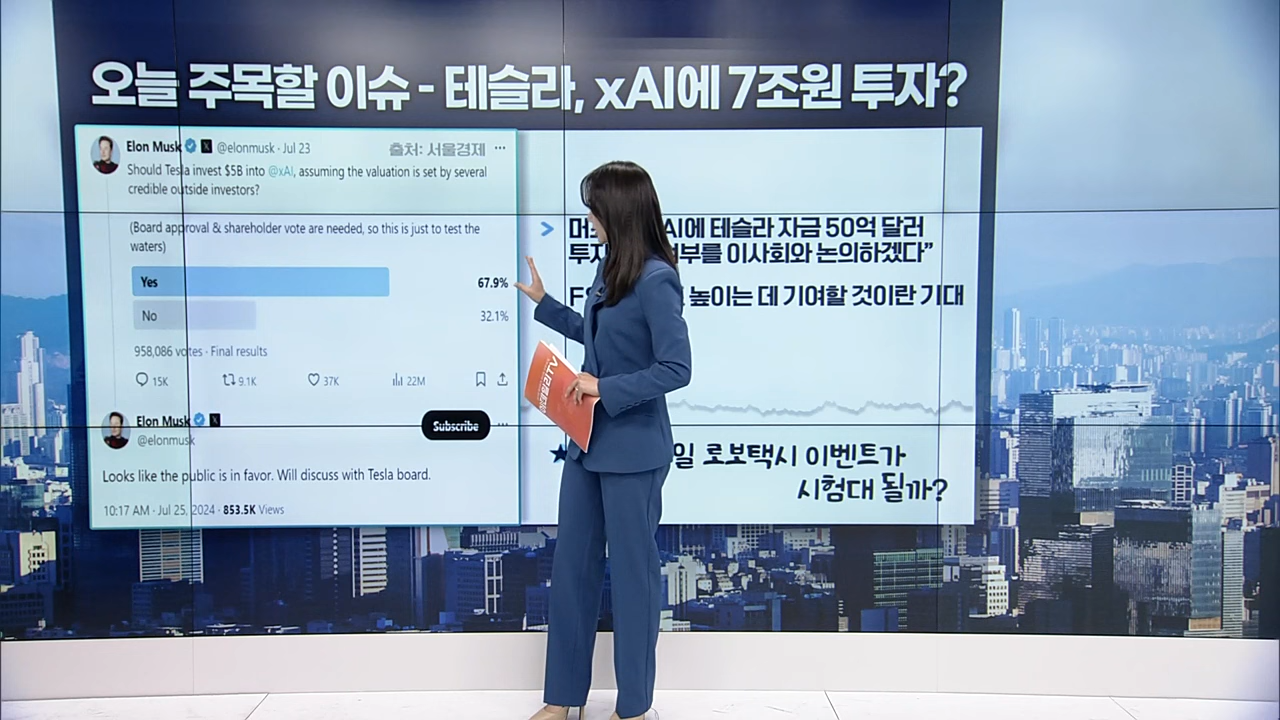 오늘 주목할 이슈 - 테슬라, xAI에 7조원 투자?
Elon Musk X @elonmusk · Jul 23
출처: 서울경제
Should Tesla invest $5B into @xAI, assuming the valuation is set by several
credible outside investors?
(Board approval & shareholder vote are needed, so this is just to test the
waters)
Yes 67.9%
No 32.1%
958,086 votes · Final results
15K 9.1K 37K 22M
Elon Musk X
@elonmusk
Subscribe
Looks like the public is in favor. Will discuss with Tesla board.
10:17 AM · Jul 25, 2024 · 853.5K Views
AI에 테슬라 자금 50억 달러
이사회와 논의하겠다”
높이는 데 기여할 것이란 기대
일 로보택시 이벤트가
시험대 될까?
이데일리TV